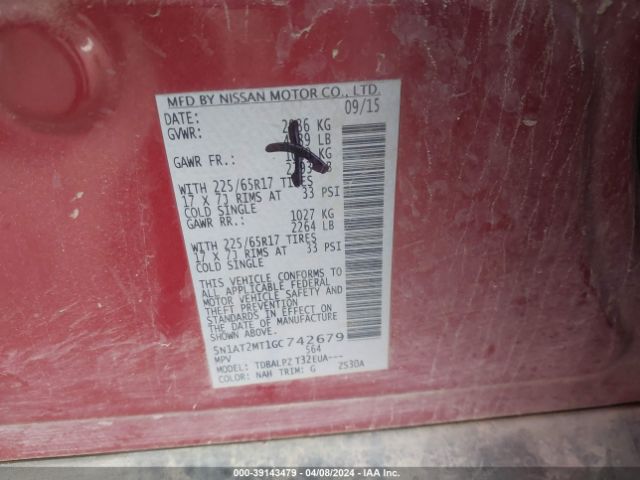 MFD BY NISSAN MOTOR CO., LTD.
DATE: 09/15
GVWR: KG
LB
GAWR FR.: KG
WITH 225/65R17 TIRES
17 X 7J RIMS AT 33 PSI
COLD SINGLE
GAWR RR.: 1027 KG
2264 LB
WITH 225/65R17 TIRES
17 X 7J RIMS AT 33 PSI
COLD SINGLE
THIS VEHICLE CONFORMS TO
ALL APPLICABLE FEDERAL
MOTOR VEHICLE SAFETY AND
THEFT PREVENTION
STANDARDS IN EFFECT ON
THE DATE OF MANUFACTURE
SHOWN ABOVE.
5N1AT2MT1GC742679
MPV 564
MODEL: TDBALPZ T32EUA---
COLOR: NAH TRIM: G ZS30A
000-39143479 - 04/08/2024 - IAA Inc.